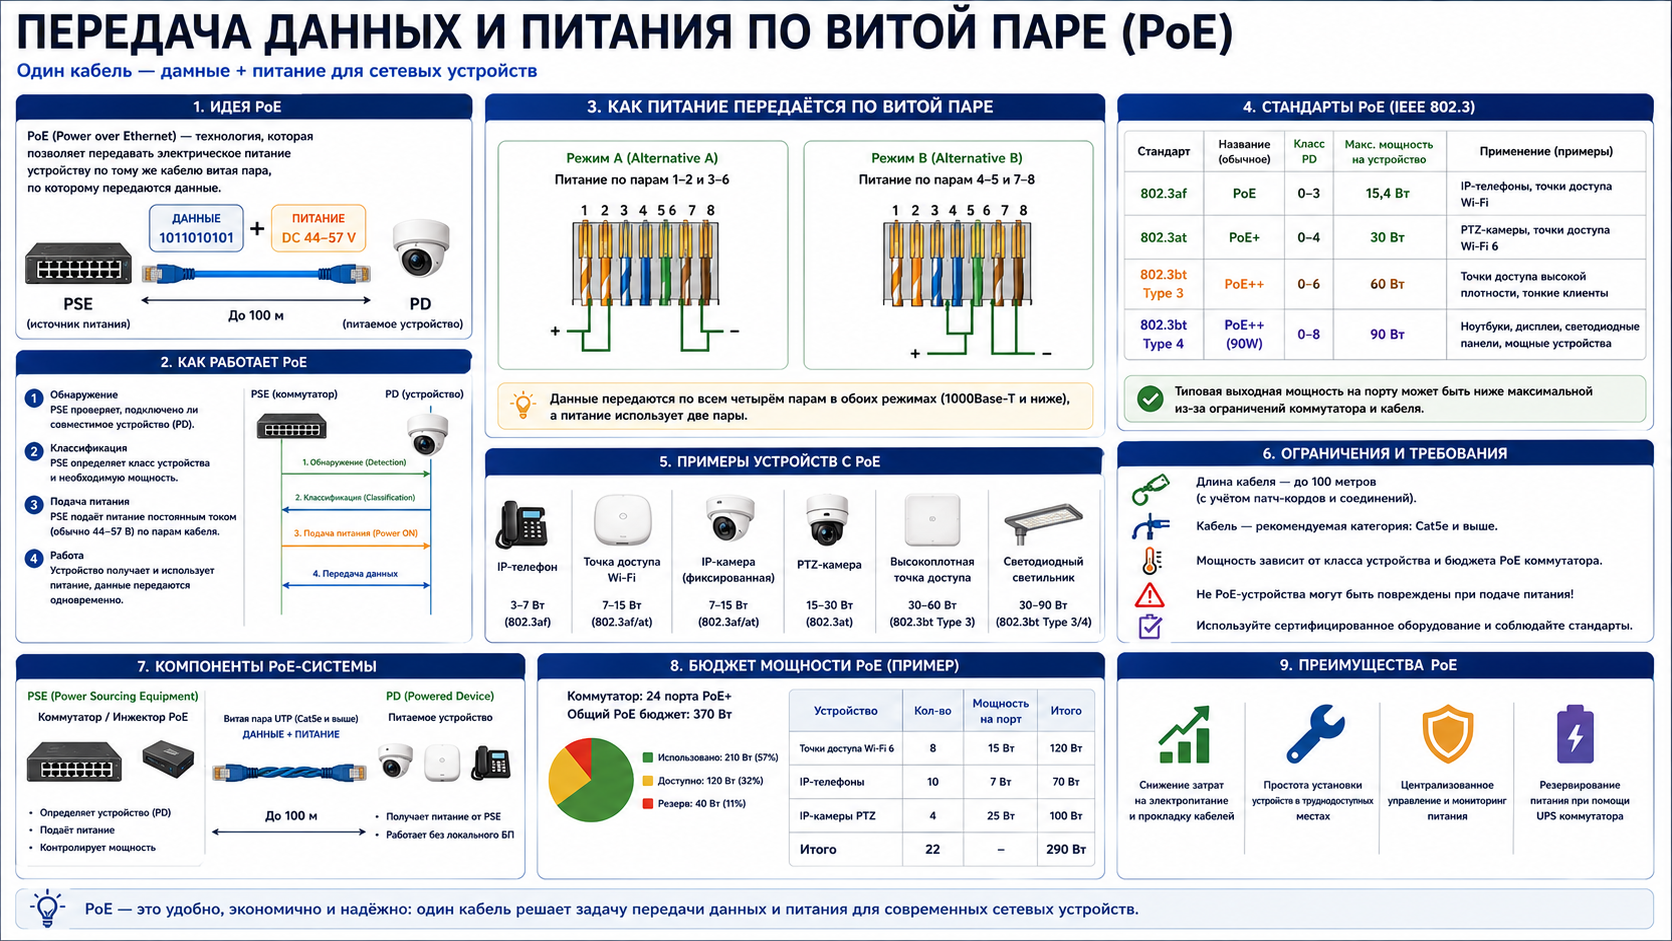 ПЕРЕДАЧА ДАННЫХ И ПИТАНИЯ ПО ВИТОЙ ПАРЕ (PoE)
Один кабель — дамные + питание для сетевых устройств
1. ИДЕЯ PoE
PoE (Power over Ethernet) — технология, которая
позволяет передавать электрическое питание
устройству по тому же кабелю витая пара,
по которому передаются данные.
ДАННЫЕ
1011010101
+
ПИТАНИЕ
DC 44–57 V
PSE
(источник питания)
До 100 м
PD
(питаемое устройство)
2. КАК РАБОТАЕТ PoE
1 Обнаружение
PSE проверяет, подключено ли
совместимое устройство (PD).
2 Классификация
PSE определяет класс устройства
и необходимую мощность.
3 Подача питания
PSE подаёт питание постоянным током
(обычно 44–57 В) по парам кабеля.
4 Работа
Устройство получает и использует
питание, данные передаются
одновременно.
PSE (коммутатор)
PD (устройство)
1. Обнаружение (Detection)
2. Классификация (Classification)
3. Подача питания (Power ON)
4. Передача данных
3. КАК ПИТАНИЕ ПЕРЕДАЁТСЯ ПО ВИТОЙ ПАРЕ
Режим A (Alternative A)
Питание по парам 1–2 и 3–6
1 2 3 4 5 6 7 8
+ –
Режим B (Alternative B)
Питание по парам 4–5 и 7–8
1 2 3 4 5 6 7 8
+ –
Данные передаются по всем четырём парам в обоих режимах (1000Base-T и ниже),
а питание использует две пары.
4. СТАНДАРТЫ PoE (IEEE 802.3)
Стандарт
Название
(обычное)
Класс
PD
Макс. мощность
на устройство
Применение (примеры)
802.3af
PoE
0–3
15,4 Вт
IP-телефоны, точки доступа
Wi-Fi
802.3at
PoE+
0–4
30 Вт
PTZ-камеры, точки доступа
Wi-Fi 6
802.3bt
Type 3
PoE++
0–6
60 Вт
Точки доступа высокой
плотности, тонкие клиенты
802.3bt
Type 4
PoE++
(90W)
0–8
90 Вт
Ноутбуки, дисплеи, светодиодные
панели, мощные устройства
Типовая выходная мощность на порту может быть ниже максимальной
из-за ограничений коммутатора и кабеля.
5. ПРИМЕРЫ УСТРОЙСТВ С PoE
IP-телефон
3–7 Вт
(802.3af)
Точка доступа
Wi-Fi
7–15 Вт
(802.3af/at)
IP-камера
(фиксированная)
7–15 Вт
(802.3af/at)
PTZ-камера
15–30 Вт
(802.3at)
Высокоплотная
точка доступа
30–60 Вт
(802.3bt Type 3)
Светодиодный
светильник
30–90 Вт
(802.3bt Type 3/4)
6. ОГРАНИЧЕНИЯ И ТРЕБОВАНИЯ
Длина кабеля — до 100 метров
(с учётом патч-кордов и соединений).
Кабель — рекомендуемая категория: Cat5e и выше.
Мощность зависит от класса устройства и бюджета PoE коммутатора.
Не PoE-устройства могут быть повреждены при подаче питания!
Используйте сертифицированное оборудование и соблюдайте стандарты.
7. КОМПОНЕНТЫ PoE-СИСТЕМЫ
PSE (Power Sourcing Equipment)
Коммутатор / Инжектор PoE
• Определяет устройство (PD)
• Подаёт питание
• Контролирует мощность
Витая пара UTP (Cat5e и выше)
ДАННЫЕ + ПИТАНИЕ
До 100 м
PD (Powered Device)
Питаемое устройство
• Получает питание от PSE
• Работает без локального БП
8. БЮДЖЕТ МОЩНОСТИ PoE (ПРИМЕР)
Коммутатор: 24 порта PoE+
Общий PoE бюджет: 370 Вт
Использовано: 210 Вт (57%)
Доступно: 120 Вт (32%)
Резерв: 40 Вт (11%)
Устройство
Кол-во
Мощность
на порт
Итого
Точки доступа Wi-Fi 6
8
15 Вт
120 Вт
IP-телефоны
10
7 Вт
70 Вт
IP-камеры PTZ
4
25 Вт
100 Вт
Итого
22
–
290 Вт
9. ПРЕИМУЩЕСТВА PoE
Снижение затрат
на электропитание
и прокладку кабелей
Простота установки
устройств в труднодоступных
местах
Централизованное
управление и мониторинг
питания
Резервирование
питания при помощи
UPS коммутатора
PoE — это удобно, экономично и надёжно: один кабель решает задачу передачи данных и питания для современных сетевых устройств.